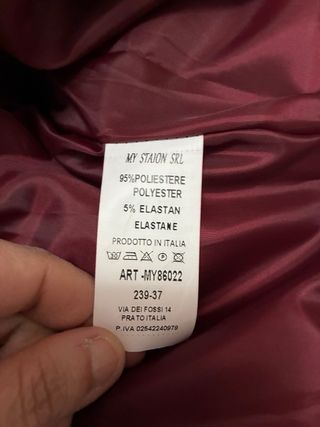 MY STAION SRL
95%POLIESTERE
POLYESTER
5% ELASTAN
ELASTANE
PRODOTTO IN ITALIA
ART -MY86022
239-37
VIA DEI FOSSI 14
PRATO ITALIA
P.IVA 02542240979